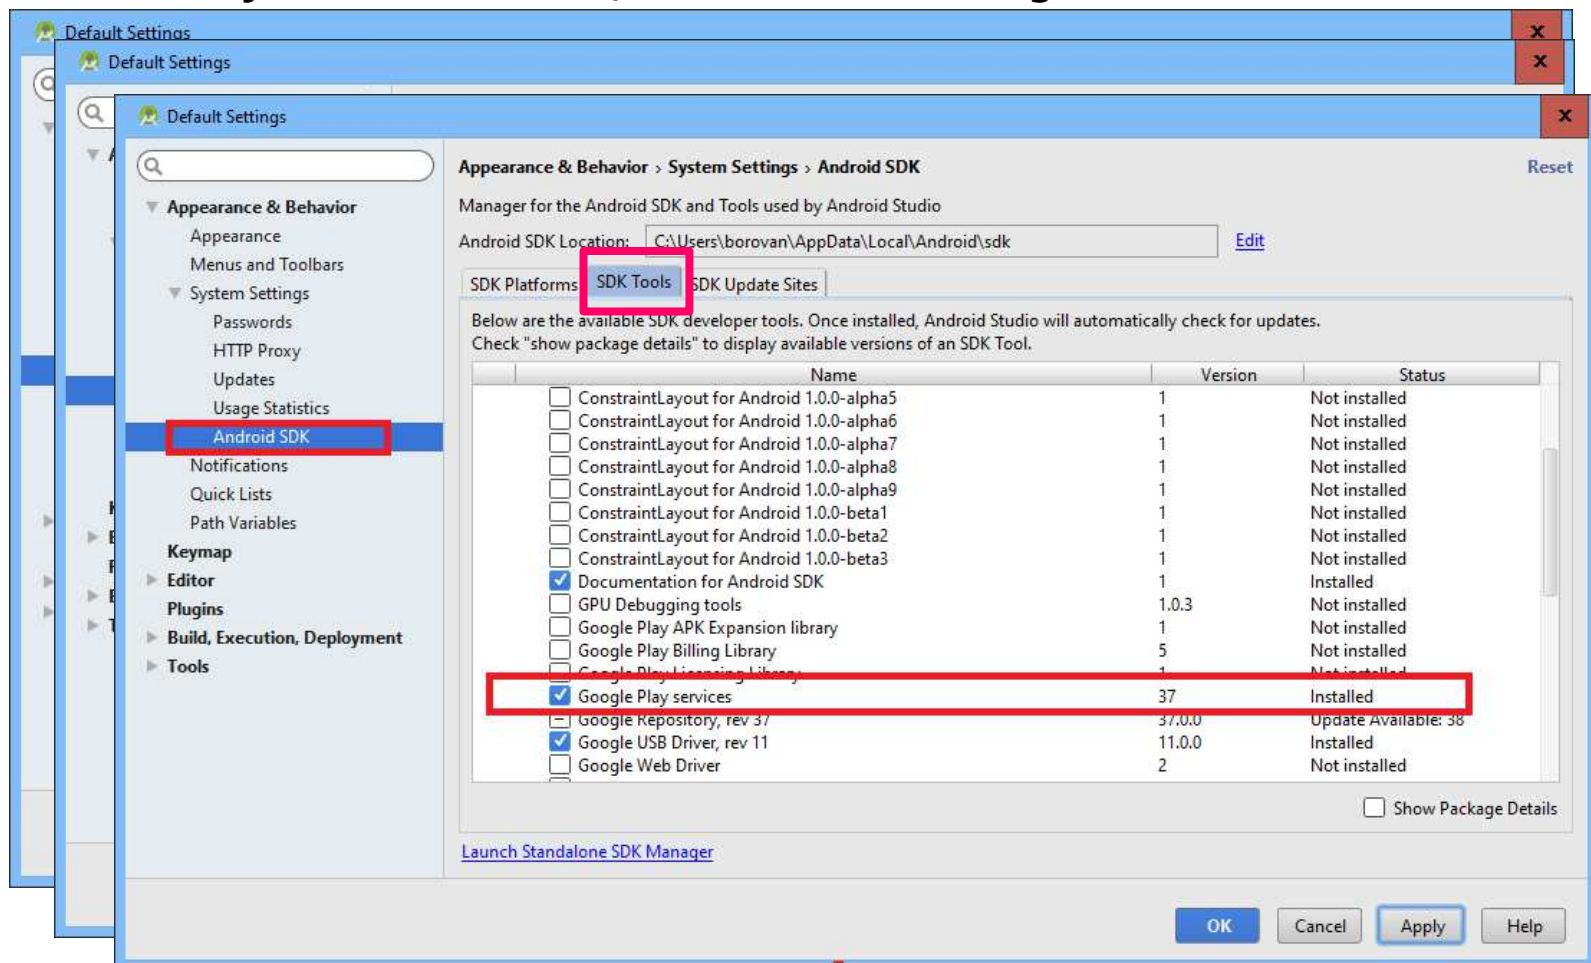 Default Settings
Default Settings
Default Settings
Appearance & Behavior › System Settings › Android SDK
Reset
Manager for the Android SDK and Tools used by Android Studio
Android SDK Location: C:\Users\borovan\AppData\Local\Android\sdk Edit
SDK Platforms SDK Tools SDK Update Sites
Below are the available SDK developer tools. Once installed, Android Studio will automatically check for updates.
Check "show package details" to display available versions of an SDK Tool.
Appearance & Behavior
Appearance
Menus and Toolbars
System Settings
Passwords
HTTP Proxy
Updates
Usage Statistics
Android SDK
Notifications
Quick Lists
Path Variables
Keymap
Editor
Plugins
Build, Execution, Deployment
Tools
Name Version Status
ConstraintLayout for Android 1.0.0-alpha5 1 Not installed
ConstraintLayout for Android 1.0.0-alpha6 1 Not installed
ConstraintLayout for Android 1.0.0-alpha7 1 Not installed
ConstraintLayout for Android 1.0.0-alpha8 1 Not installed
ConstraintLayout for Android 1.0.0-alpha9 1 Not installed
ConstraintLayout for Android 1.0.0-beta1 1 Not installed
ConstraintLayout for Android 1.0.0-beta2 1 Not installed
ConstraintLayout for Android 1.0.0-beta3 1 Not installed
Documentation for Android SDK 1 Installed
GPU Debugging tools 1.0.3 Not installed
Google Play APK Expansion library 1 Not installed
Google Play Billing Library 5 Not installed
Google Play Licensing Library 1 Not installed
Google Play services 37 Installed
Google Repository, rev 37 37.0.0 Update Available: 38
Google USB Driver, rev 11 11.0.0 Installed
Google Web Driver 2 Not installed
Show Package Details
Launch Standalone SDK Manager
OK Cancel Apply Help